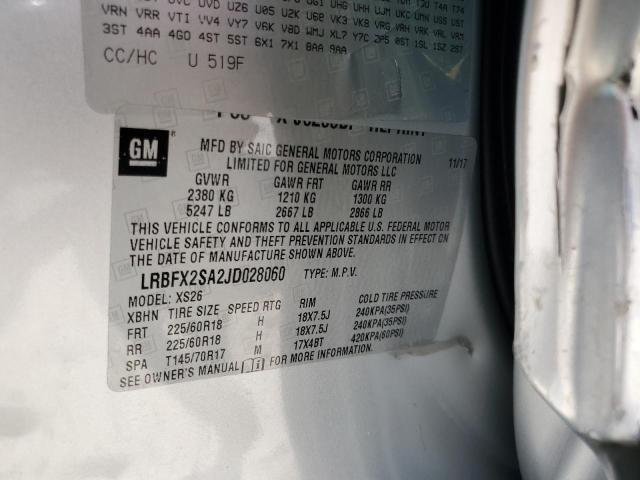 VRN VRR VTI VV4 VY7 V6K V8D WMJ XL7 Y7C 2P5 0ST 1SL 1SZ 2ST
3ST 4AA 4G0 4ST 5ST 6X1 7X1 8AA 9AA
CC/HC U 519F
REPRINT
GM
MFD BY SAIC GENERAL MOTORS CORPORATION
LIMITED FOR GENERAL MOTORS LLC
11/17
GVWR GAWR FRT GAWR RR
2380 KG 1210 KG 1300 KG
5247 LB 2667 LB 2866 LB
THIS VEHICLE CONFORMS TO ALL APPLICABLE U.S. FEDERAL MOTOR
VEHICLE SAFETY AND THEFT PREVENTION STANDARDS IN EFFECT ON
THE DATE OF MANUFACTURE SHOWN ABOVE.
LRBFX2SA2JD028060 TYPE: M.P.V.
MODEL: XS26
XBHN TIRE SIZE SPEED RTG RIM COLD TIRE PRESSURE
FRT 225/60R18 H 18X7.5J 240KPA(35PSI)
RR 225/60R18 H 18X7.5J 240KPA(35PSI)
SPA T145/70R17 M 17X4BT 420KPA(60PSI)
SEE OWNER'S MANUAL FOR MORE INFORMATION.